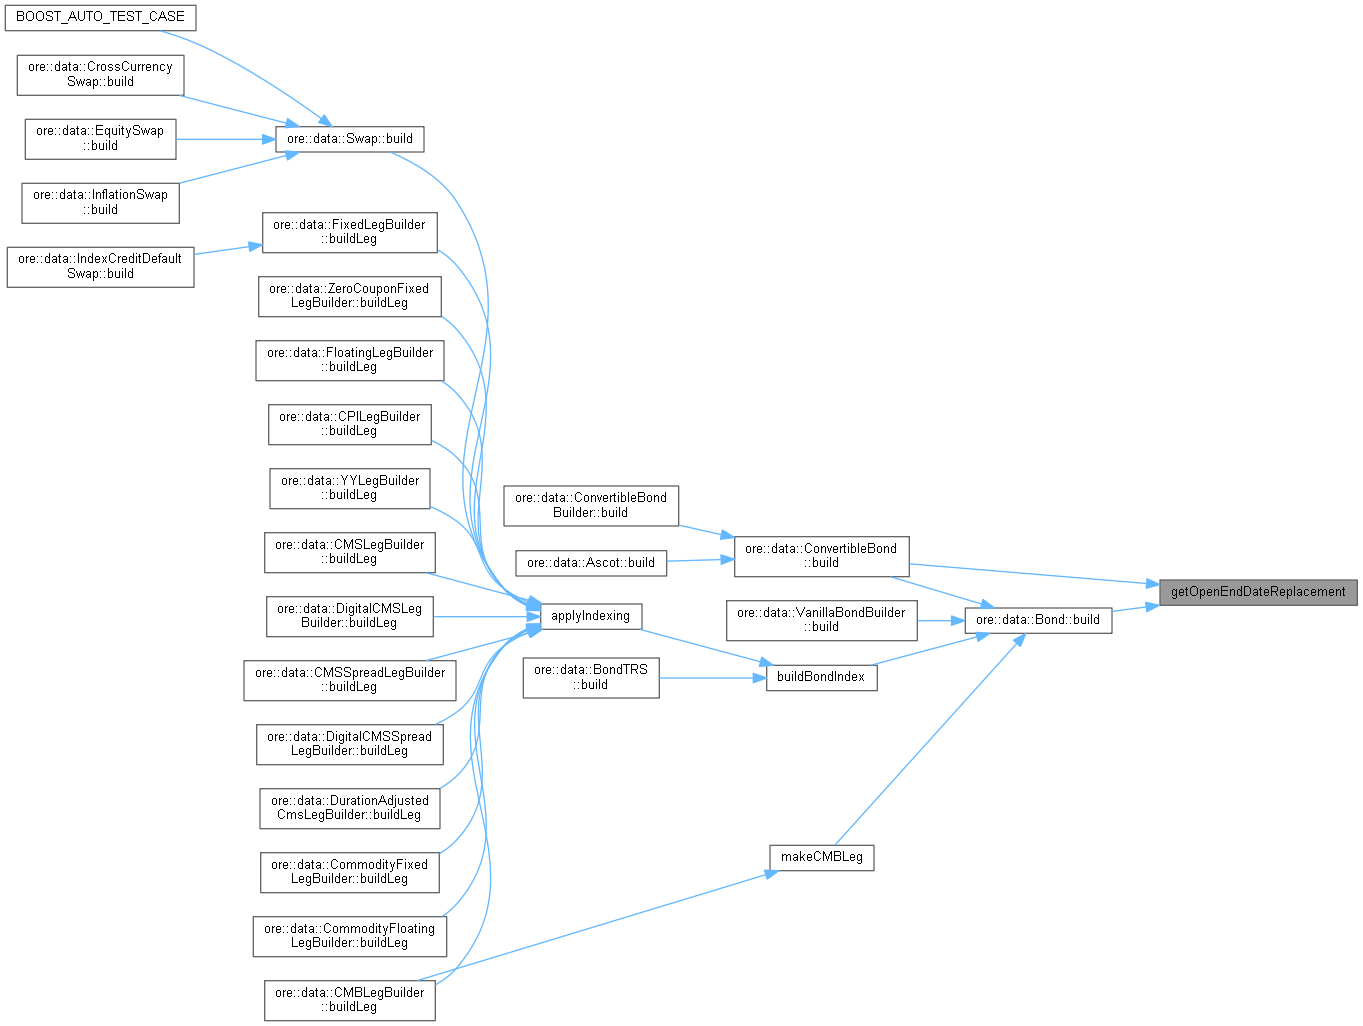 BOOST_AUTO_TEST_CASE
ore::data::CrossCurrency
Swap::build
ore::data::EquitySwap
::build
ore::data::InflationSwap
::build
ore::data::IndexCreditDefault
Swap::build
ore::data::Swap::build
ore::data::FixedLegBuilder
::buildLeg
ore::data::ZeroCouponFixed
LegBuilder::buildLeg
ore::data::FloatingLegBuilder
::buildLeg
ore::data::CPILegBuilder
::buildLeg
ore::data::YYLegBuilder
::buildLeg
ore::data::CMSLegBuilder
::buildLeg
ore::data::DigitalCMSLeg
Builder::buildLeg
ore::data::CMSSpreadLegBuilder
::buildLeg
ore::data::DigitalCMSSpread
LegBuilder::buildLeg
ore::data::DurationAdjusted
CmsLegBuilder::buildLeg
ore::data::CommodityFixed
LegBuilder::buildLeg
ore::data::CommodityFloating
LegBuilder::buildLeg
ore::data::CMBLegBuilder
::buildLeg
ore::data::ConvertibleBond
Builder::build
ore::data::Ascot::build
applyIndexing
ore::data::BondTRS
::build
ore::data::ConvertibleBond
::build
ore::data::VanillaBondBuilder
::build
buildBondIndex
makeCMBLeg
ore::data::Bond::build
getOpenEndDateReplacement